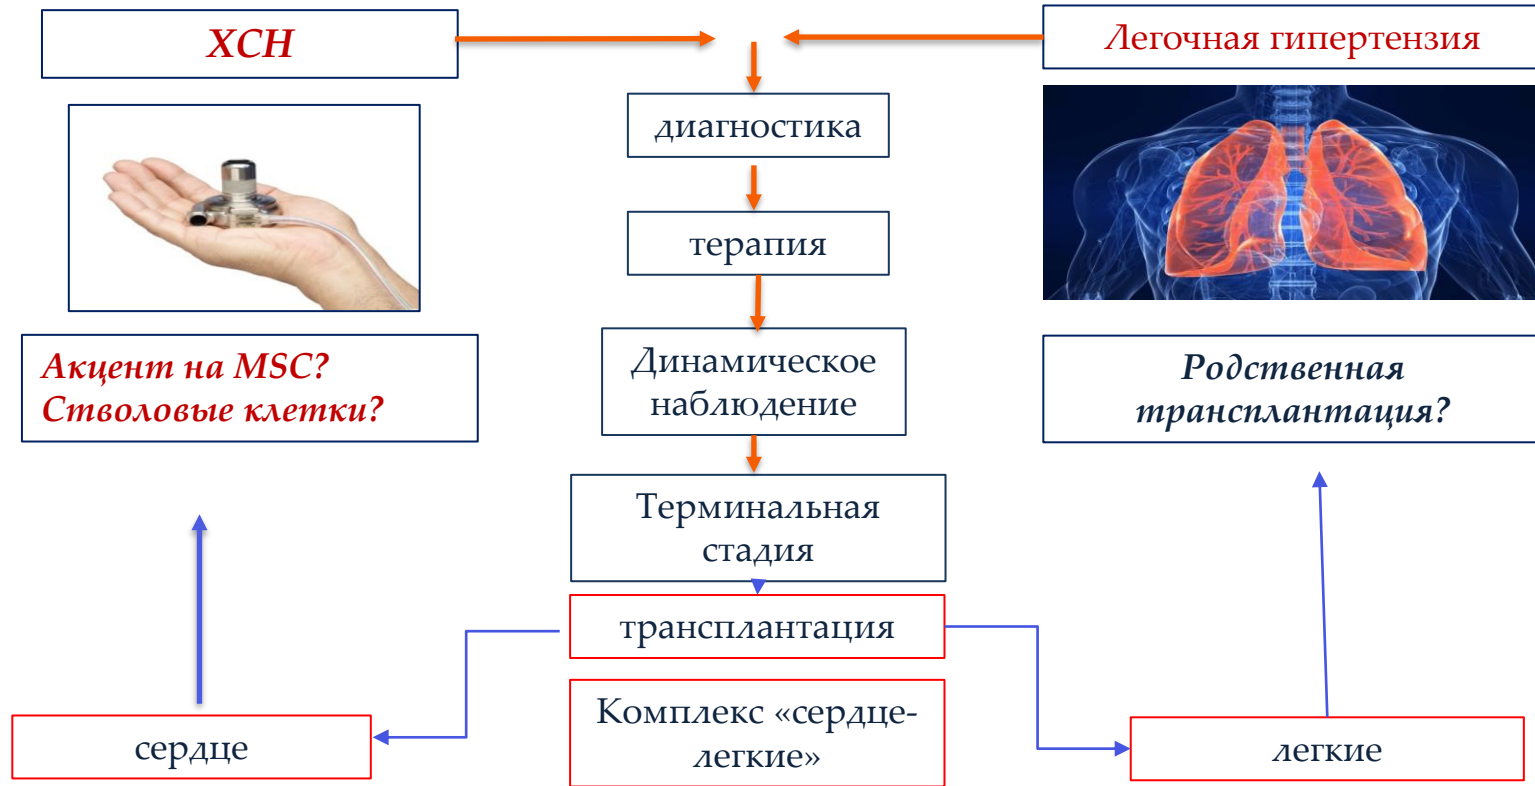 ХСН
Легочная гипертензия
диагностика
терапия
Динамическое
наблюдение
Акцент на MSC?
Стволовые клетки?
Родственная
трансплантация?
Терминальная
стадия
трансплантация
Комплекс «сердце-
легкие»
сердце
легкие